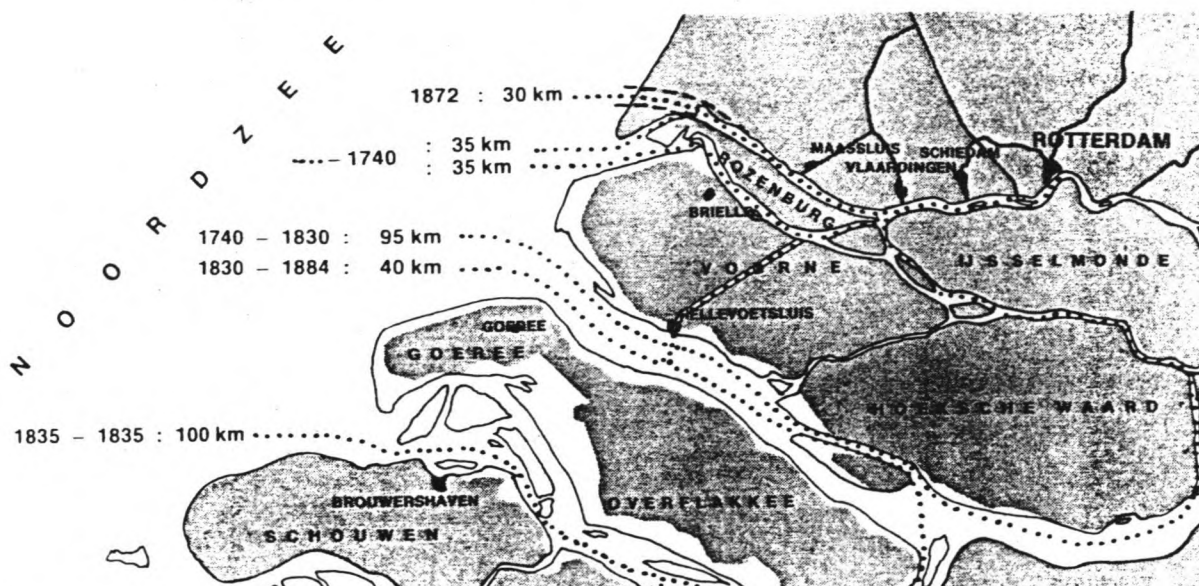 NOORDZEE
1872 : 30 km
– 1740 : 35 km
: 35 km
1740 – 1830 : 95 km
1830 – 1884 : 40 km
1835 – 1835 : 100 km
MAASSLUIS
VLAARDINGEN
SCHIEDAM
ROTTERDAM
ROZENBURG
BRIELLE
VOORNE
IJSSELMONDE
HELLEVOETSLUIS
GOEREE
GOEREE
HOEKSCHE WAARD
OVERFLAKKEE
BROUWERSHAVEN
SCHOUWEN